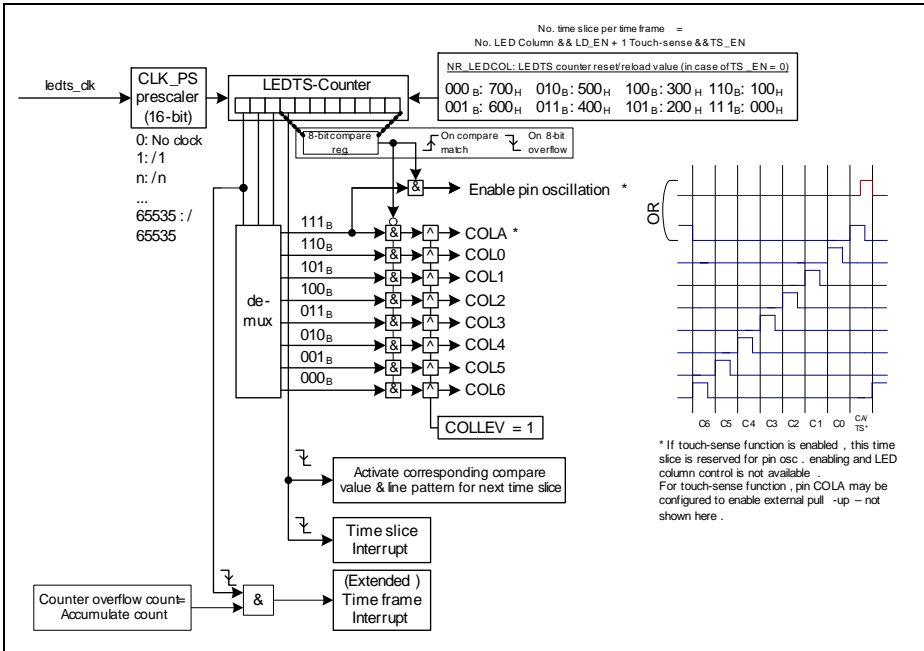 No. time slice per time frame =
No. LED Column && LD_EN + 1 Touch-sense &&TS_EN
ledts_clk
CLK_PS
prescaler
(16-bit)
LEDTS-Counter
NR_LEDCOL: LEDTS counter reset/reload value (in case of TS_EN = 0)
000 B: 700H 010B: 500H 100B: 300H 110B: 100H
001 B: 600H 011B: 400H 101B: 200H 111B: 000H
0: No clock
1: /1
n: /n
...
65535 : /
65535
8-bit compare
reg.
On compare
match
On 8-bit
overflow
&
Enable pin oscillation *
de-
mux
111B & ^ COLA *
110B & ^ COL0
101B & ^ COL1
100B & ^ COL2
011B & ^ COL3
010B & ^ COL4
001B & ^ COL5
000B & ^ COL6
COLLEV = 1
OR
C6 C5 C4 C3 C2 C1 C0 CA/
TS*
* If touch-sense function is enabled , this time
slice is reserved for pin osc . enabling and LED
column control is not available .
For touch-sense function , pin COLA may be
configured to enable external pull -up – not
shown here .
Activate corresponding compare
value & line pattern for next time slice
Time slice
Interrupt
Counter overflow count=
Accumulate count
&
(Extended )
Time frame
Interrupt